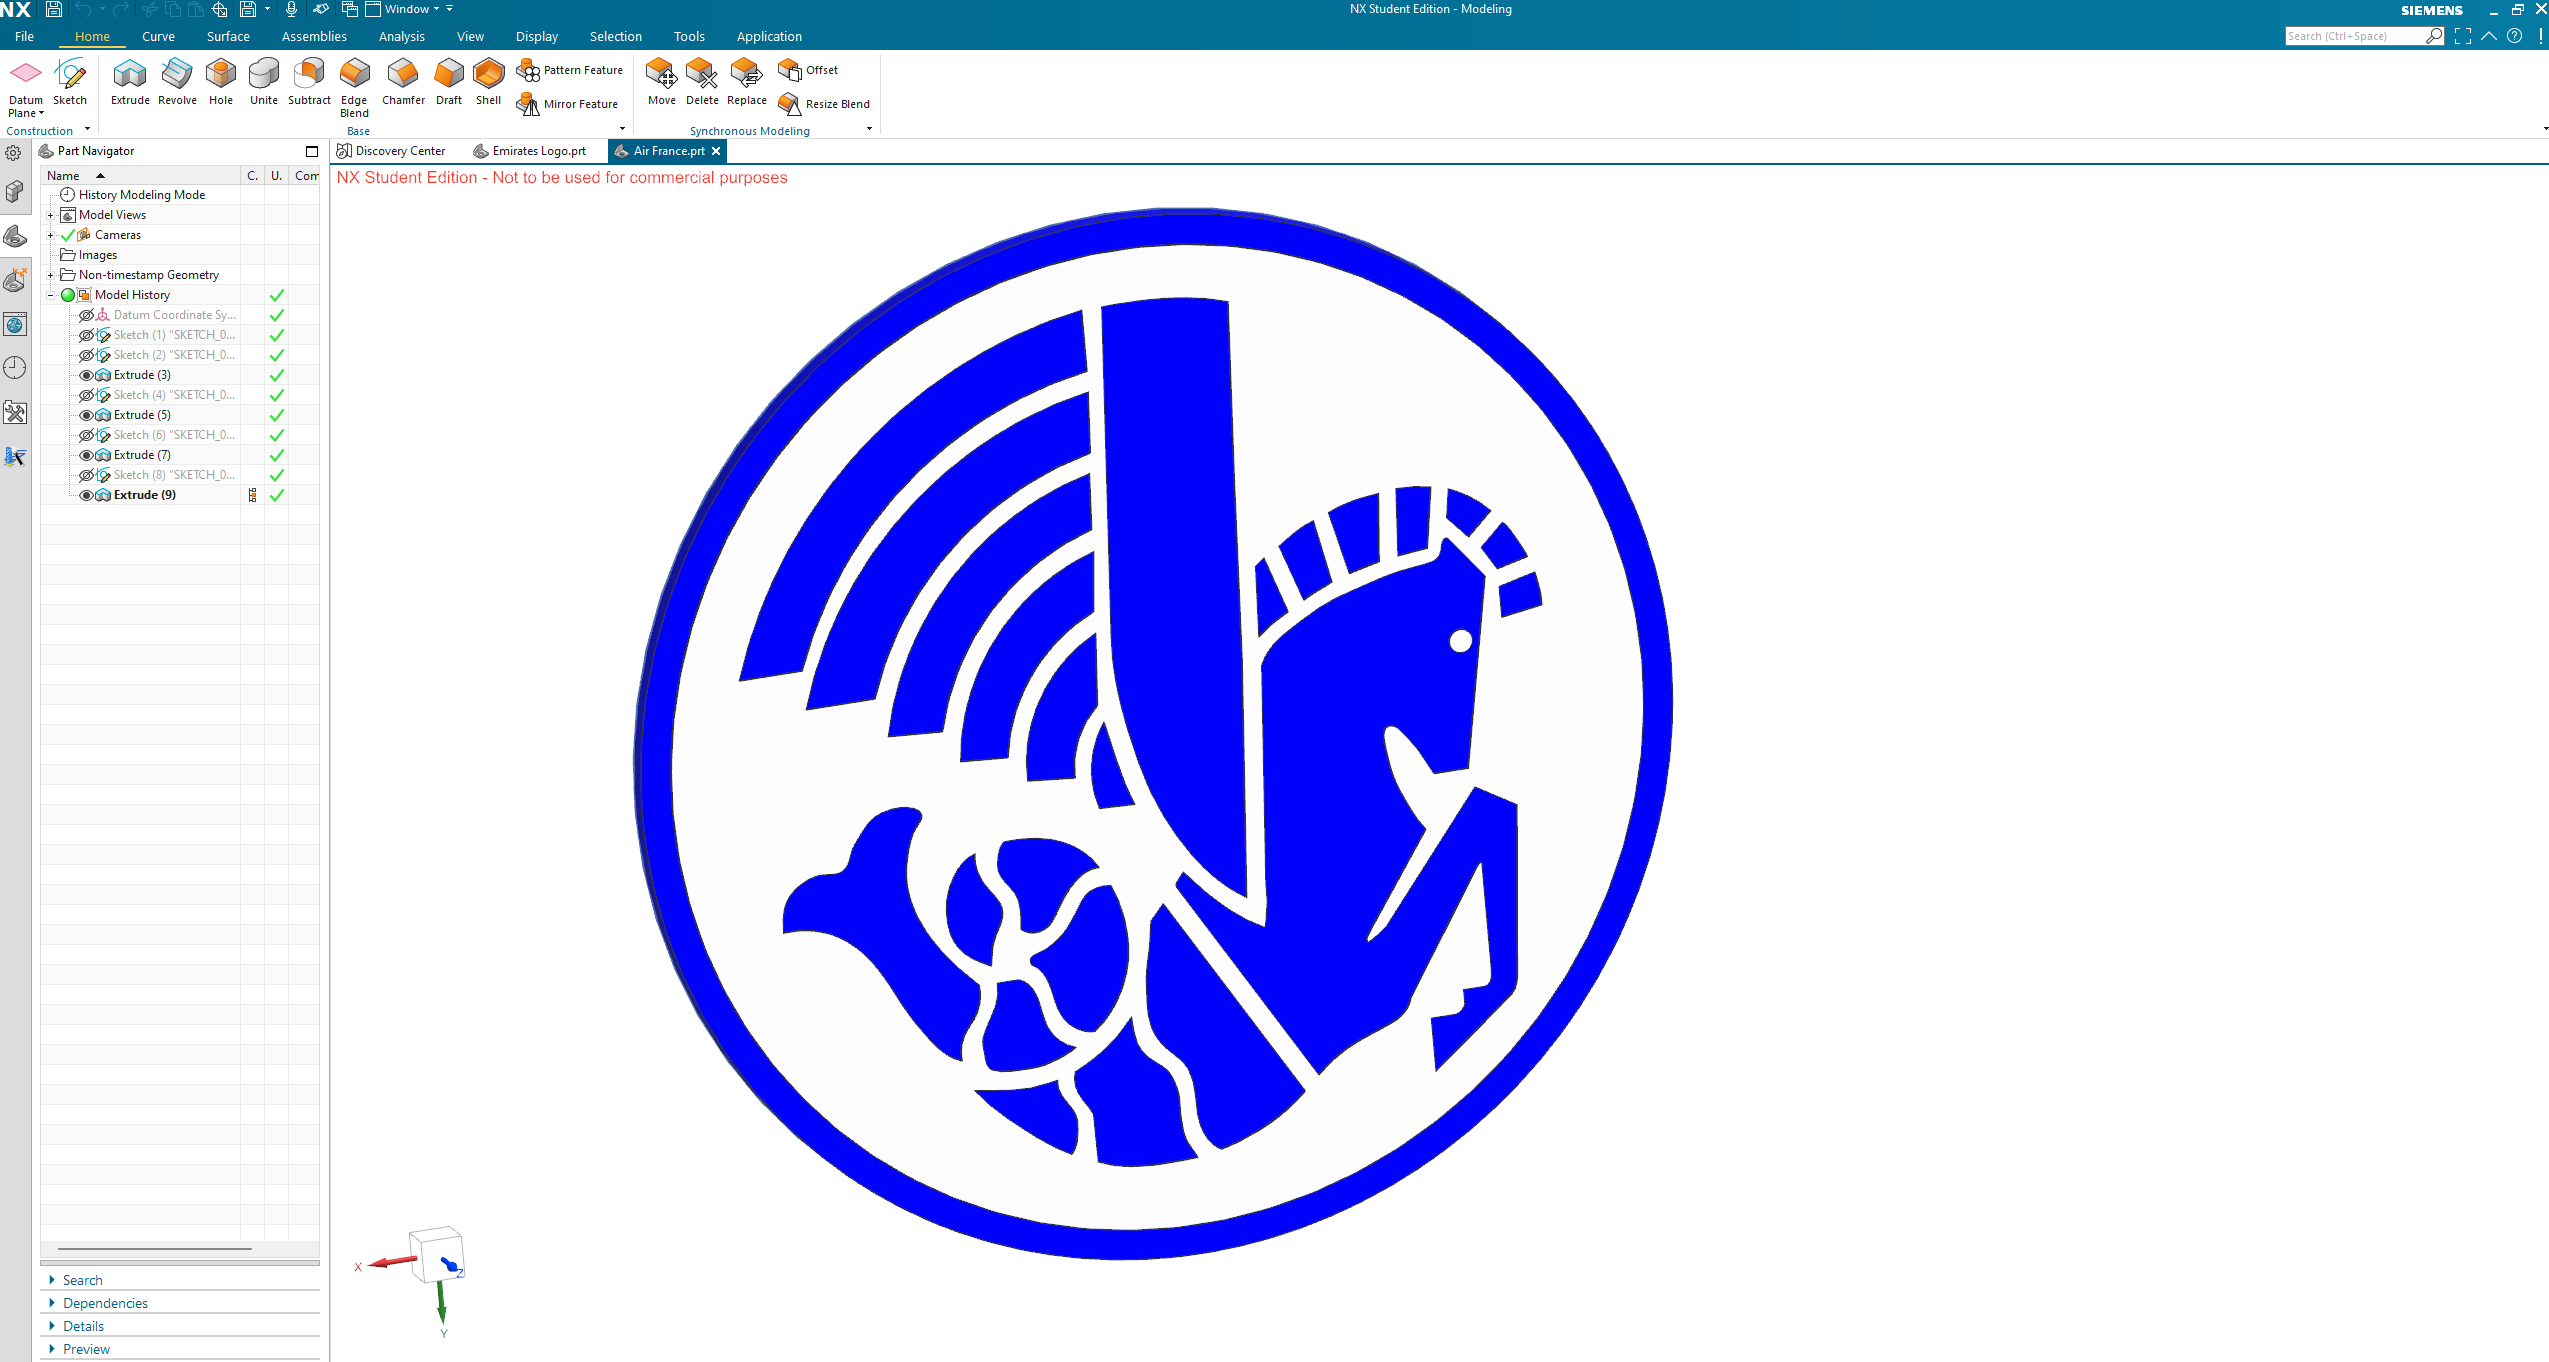 NX Window NX Student Edition - Modeling SIEMENS
File Home Curve Surface Assemblies Analysis View Display Selection Tools Application Search (Ctrl+Space)
Datum Plane Sketch Extrude Revolve Hole Unite Subtract Edge Blend Chamfer Draft Shell Pattern Feature Mirror Feature Move Delete Replace Offset Resize Blend
Construction Base Synchronous Modeling
Part Navigator Discovery Center Emirates Logo.prt Air France.prt
Name C. U. Com
NX Student Edition - Not to be used for commercial purposes
History Modeling Mode
Model Views
Cameras
Images
Non-timestamp Geometry
Model History
Datum Coordinate Sy...
Sketch (1) "SKETCH_0...
Sketch (2) "SKETCH_0...
Extrude (3)
Sketch (4) "SKETCH_0...
Extrude (5)
Sketch (6) "SKETCH_0...
Extrude (7)
Sketch (8) "SKETCH_0...
Extrude (9)
X
Z
Y
Search
Dependencies
Details
Preview